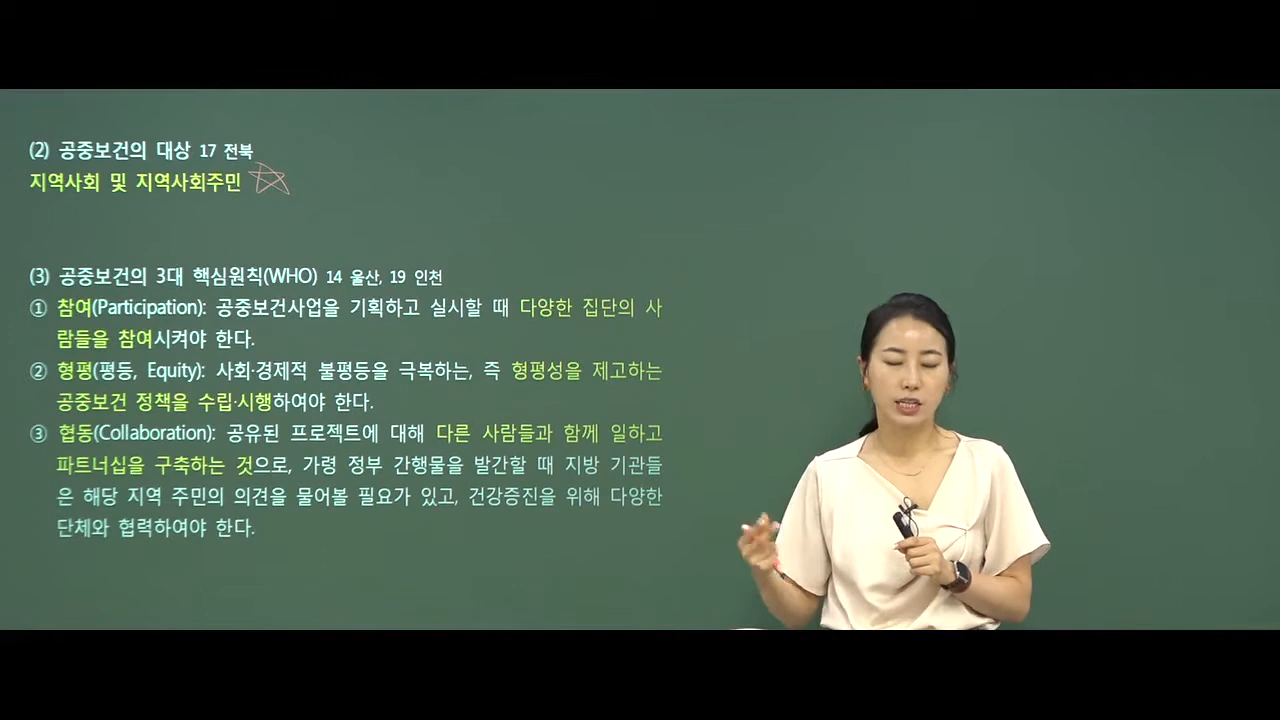 (2) 공중보건의 대상 17 전북
지역사회 및 지역사회주민
(3) 공중보건의 3대 핵심원칙(WHO) 14 울산, 19 인천
① 참여(Participation): 공중보건사업을 기획하고 실시할 때 다양한 집단의 사
람들을 참여시켜야 한다.
② 형평(평등, Equity): 사회·경제적 불평등을 극복하는, 즉 형평성을 제고하는
공중보건 정책을 수립·시행하여야 한다.
③ 협동(Collaboration): 공유된 프로젝트에 대해 다른 사람들과 함께 일하고
파트너십을 구축하는 것으로, 가령 정부 간행물을 발간할 때 지방 기관들
은 해당 지역 주민의 의견을 물어볼 필요가 있고, 건강증진을 위해 다양한
단체와 협력하여야 한다.